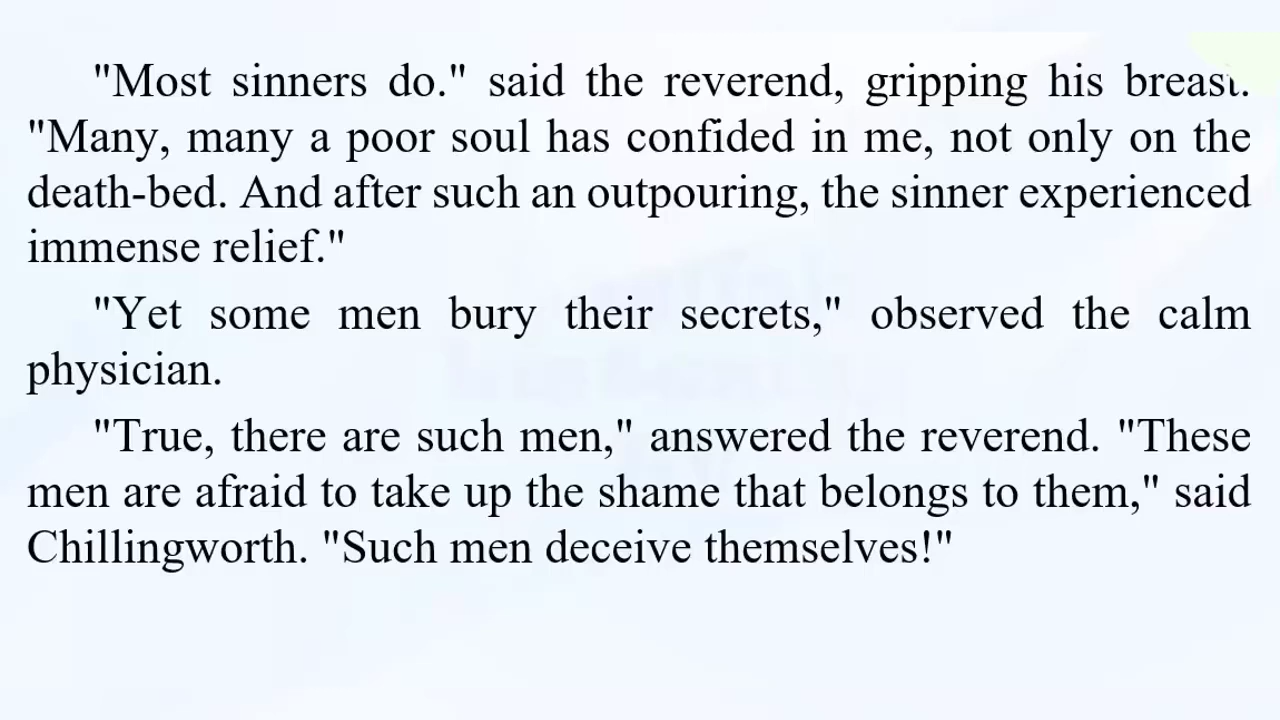 "Most sinners do." said the reverend, gripping his breast.
"Many, many a poor soul has confided in me, not only on the
death-bed. And after such an outpouring, the sinner experienced
immense relief."
"Yet some men bury their secrets," observed the calm
physician.
"True, there are such men," answered the reverend. "These
men are afraid to take up the shame that belongs to them," said
Chillingworth. "Such men deceive themselves!"